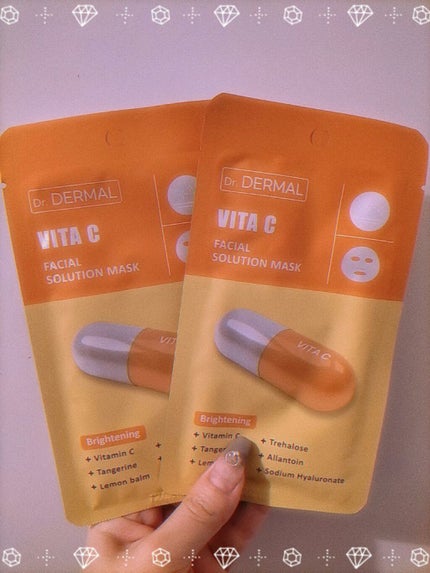 Dr. DERMAL
VITA C
FACIAL
SOLUTION MASK
Brightening
+ Vitamin C
+ Tangerine
+ Lemon balm
+
+
Dr. DERMAL
VITA C
FACIAL
SOLUTION MASK
VITA C
Brightening
+ Vitamin C
+ Trehalose
+ Allantoin
+ Sodium Hyaluronate